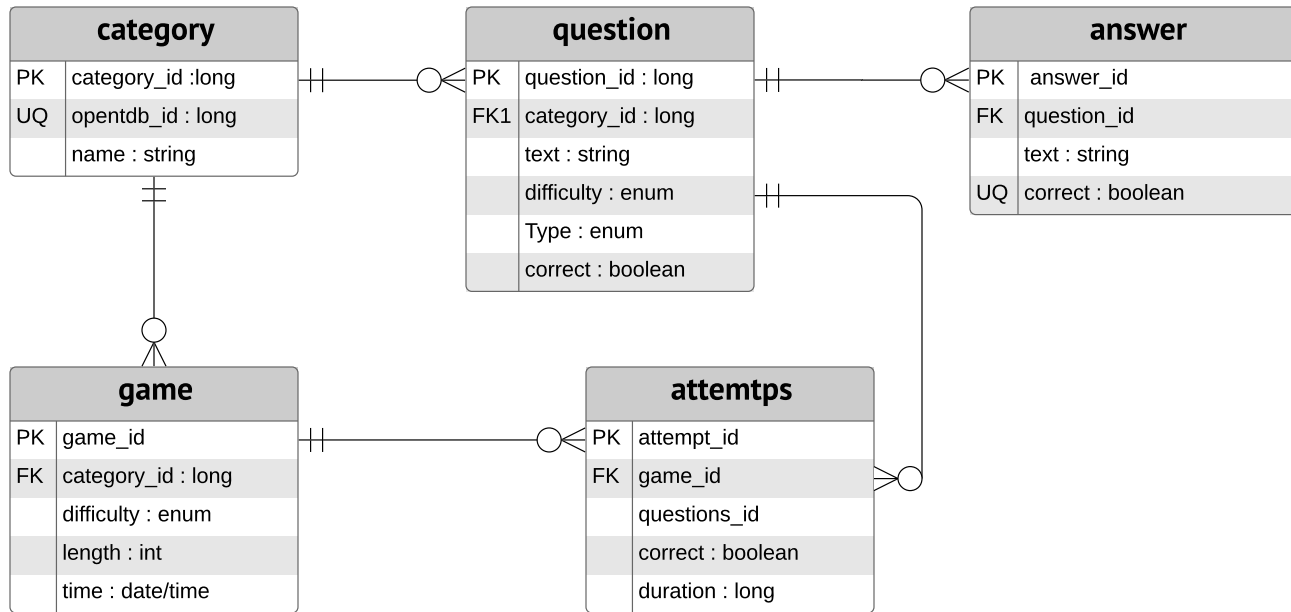 category
PK category_id :long
UQ opentdb_id : long
name : string
question
PK question_id : long
FK1 category_id : long
text : string
difficulty : enum
Type : enum
correct : boolean
answer
PK answer_id
FK question_id
text : string
UQ correct : boolean
game
PK game_id
FK category_id : long
difficulty : enum
length : int
time : date/time
attemtps
PK attempt_id
FK game_id
questions_id
correct : boolean
duration : long